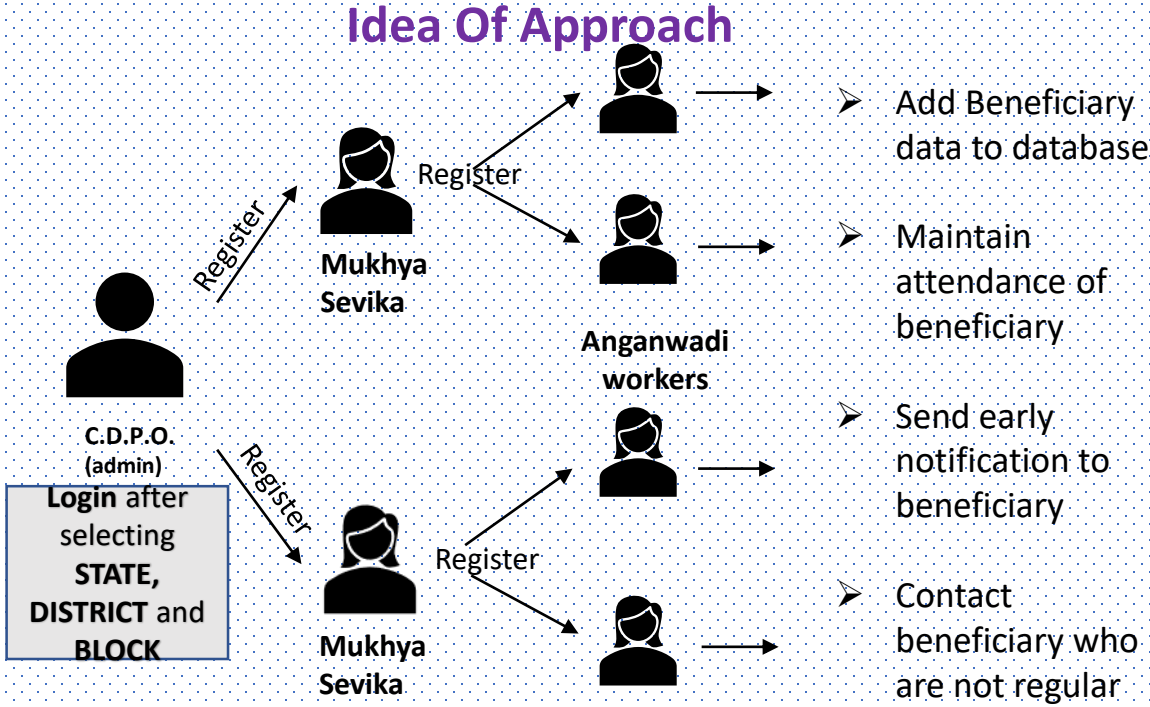 Idea Of Approach
Register
Mukhya
Sevika
Register
C.D.P.O.
(admin)
Login after
selecting
STATE,
DISTRICT and
BLOCK
Register
Mukhya
Sevika
Register
Anganwadi
workers
➢ Add Beneficiary
data to database
➢ Maintain
attendance of
beneficiary
➢ Send early
notification to
beneficiary
➢ Contact
beneficiary who
are not regular